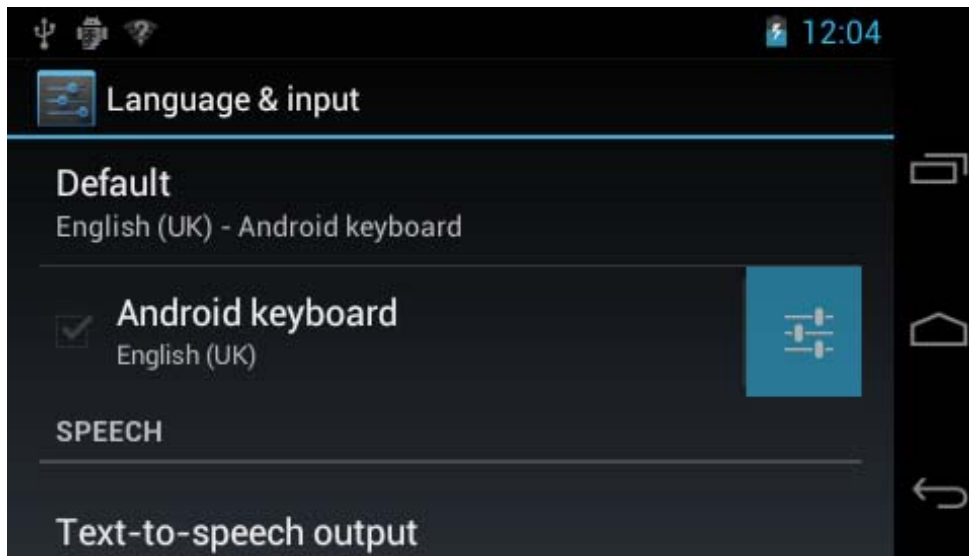 12:04
Language & input
Default
English (UK) - Android keyboard
Android keyboard
English (UK)
SPEECH
Text-to-speech output